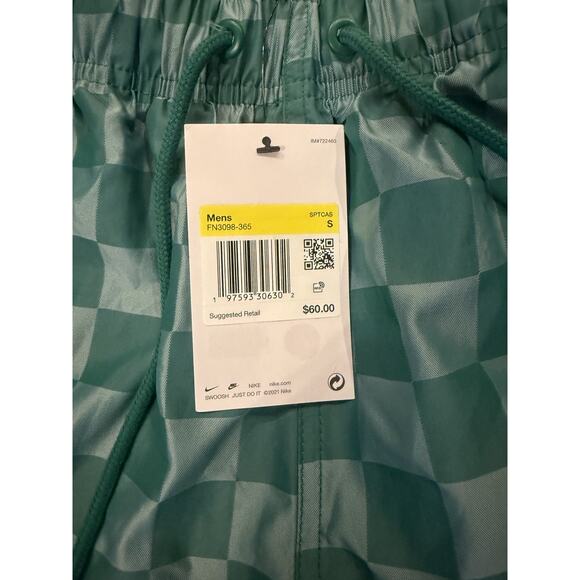 IM#722460
Mens SPTCAS
FN3098-365 S
1 97593 30630 2
Suggested Retail $60.00
NIKE nike.com
SWOOSH JUST DO IT ©2021 Nike